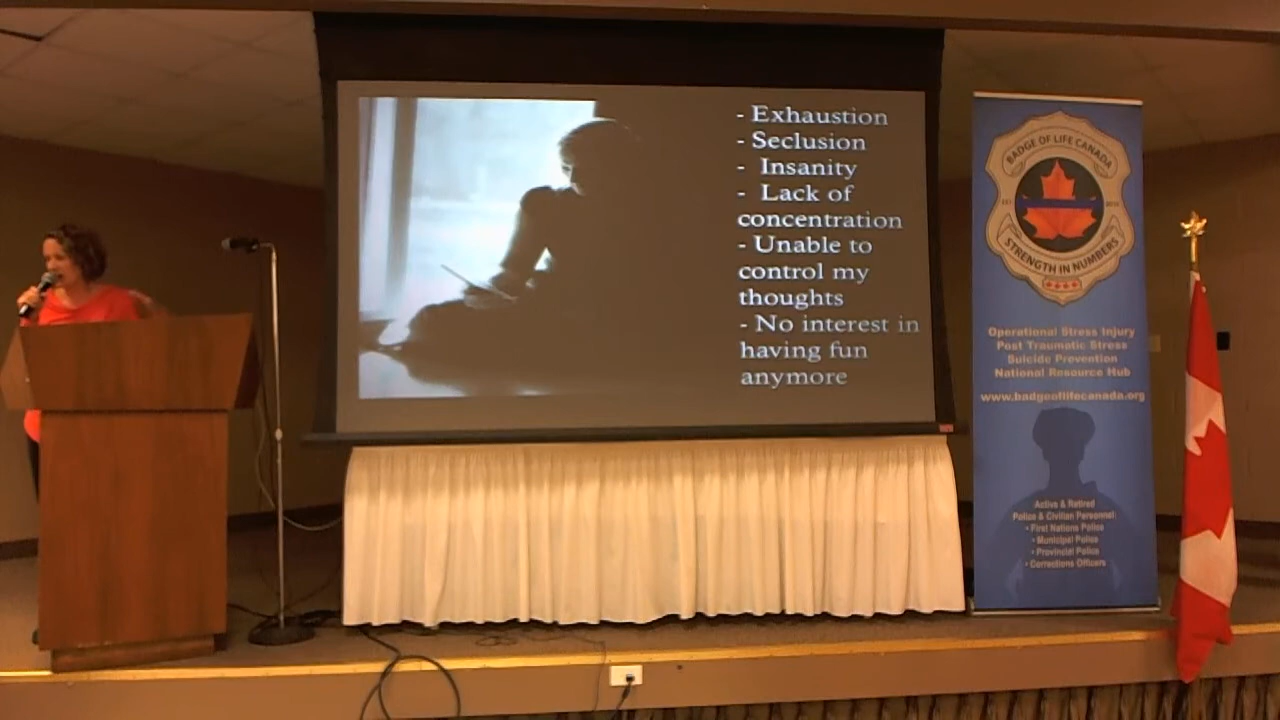 - Exhaustion
- Seclusion
- Insanity
- Lack of
concentration
- Unable to
control my
thoughts
- No interest in
having fun
anymore
BADGE OF LIFE CANADA
STRENGTH IN NUMBERS
Operational Stress Injury
Post Traumatic Stress
Suicide Prevention
National Resource Hub
www.badgeoflifecanada.org
Active & Retired
Police & Civilian Personnel:
• First Nations Police
• Municipal Police
• Provincial Police
• Corrections Officers